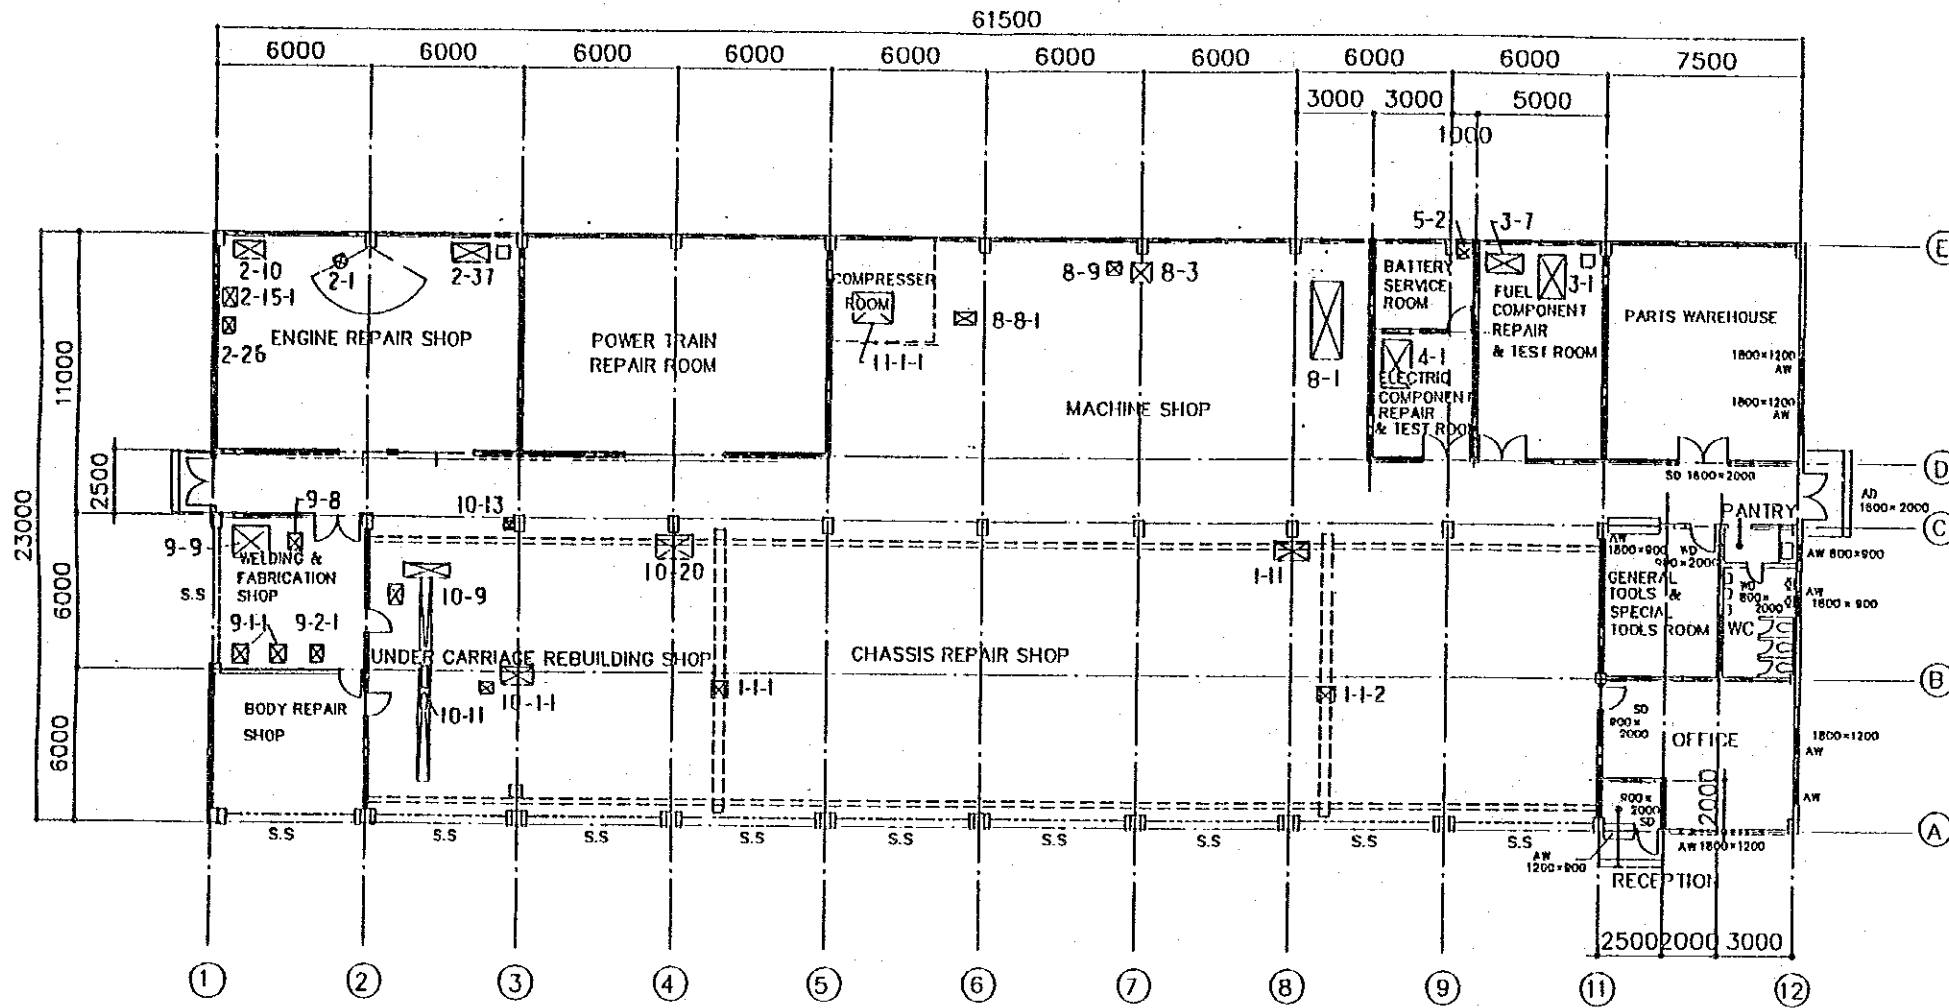 61500
6000 6000 6000 6000 6000 6000 6000 6000 6000 7500
3000 3000 5000
1000
5-2 3-7
E
2-10
2-15-1
2-26
2-1
2-37
ENGINE REPAIR SHOP
POWER TRAIN
REPAIR ROOM
COMPRESSER
ROOM
11-1-1
8-8-1
8-9 8-3
8-1
MACHINE SHOP
BATTERY
SERVICE
ROOM
4-1
ELECTRIC
COMPONENT
REPAIR
& TEST ROOM
3-1
FUEL
COMPONENT
REPAIR
& TEST ROOM
PARTS WAREHOUSE
1800×1200
AW
1800×1200
AW
11000
2500
23000
6000
6000
D
SD 1800×2000
AD
1800×2000
PANTRY
C
9-8
9-9
WELDING &
FABRICATION
SHOP
S.S
9-1-1 9-2-1
10-13
10-20
10-9
1-11
AW
1800×900
WD
900×2000
AW 800×900
GENERAL
TOOLS &
SPECIAL
TOOLS ROOM
WD
800×
2000
WC
AW
1800×900
UNDER CARRIAGE REBUILDING SHOP
CHASSIS REPAIR SHOP
B
BODY REPAIR
SHOP
10-11
10-1-1
1-1-1
1-1-2
SD
900×
2000
OFFICE
1800×1200
AW
AW
900×
2000
SD
2000
A
S.S S.S S.S S.S S.S S.S S.S S.S S.S
AW
1200×900
AW 1800×1200
RECEPTION
2500 2000 3000
1 2 3 4 5 6 7 8 9 11 12